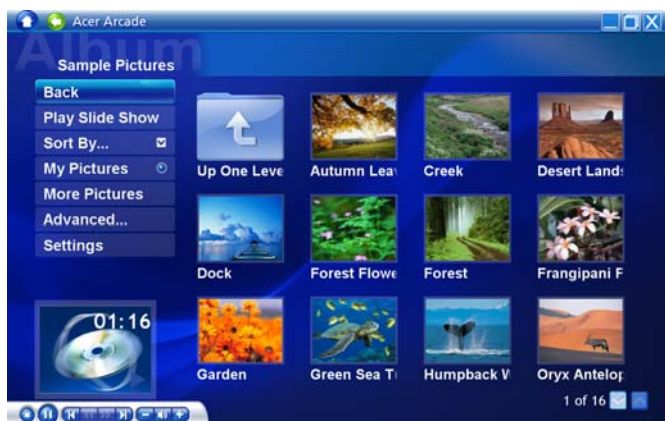 Acer Arcade
Album
Sample Pictures
Back
Play Slide Show
Sort By...
My Pictures
More Pictures
Advanced...
Settings
Up One Leve
Autumn Lea
Creek
Desert Land
Dock
Forest Flowe
Forest
Frangipani F
Garden
Green Sea T
Humpback W
Oryx Antelop
01:16
1 of 16